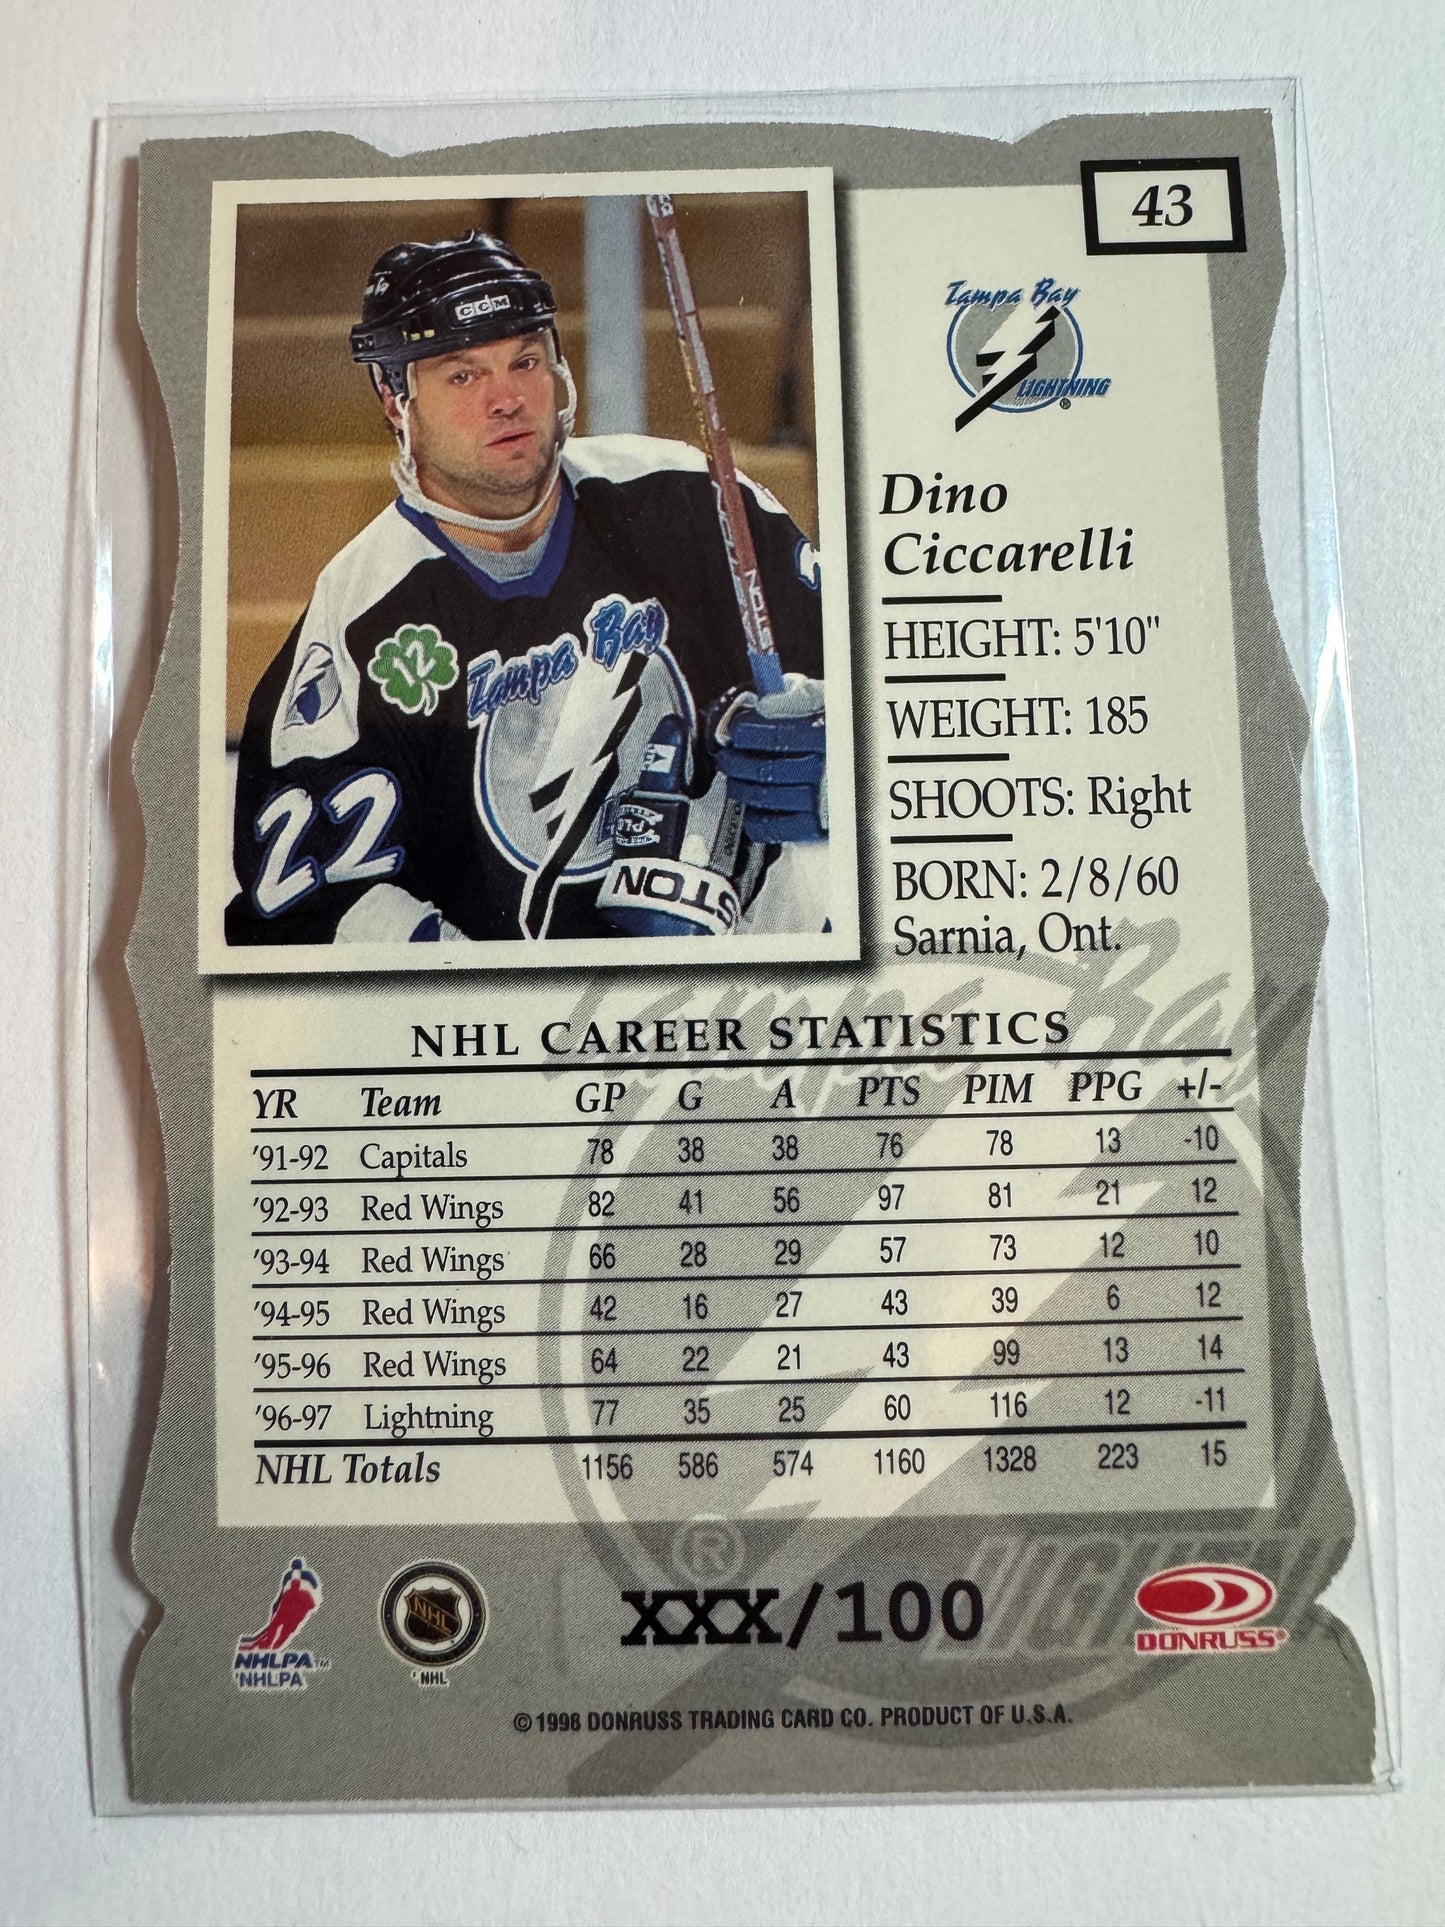 43
Tampa Bay
LIGHTNING
®
CCM
12
Tampa Bay
22
Dino
Ciccarelli
HEIGHT: 5'10"
WEIGHT: 185
SHOOTS: Right
BORN: 2/8/60
Sarnia, Ont.
NHL CAREER STATISTICS
YR Team GP G A PTS PIM PPG +/-
'91-92 Capitals 78 38 38 76 78 13 -10
'92-93 Red Wings 82 41 56 97 81 21 12
'93-94 Red Wings 66 28 29 57 73 12 10
'94-95 Red Wings 42 16 27 43 39 6 12
'95-96 Red Wings 64 22 21 43 99 13 14
'96-97 Lightning 77 35 25 60 116 12 -11
NHL Totals 1156 586 574 1160 1328 223 15
®
NHLPA™
NHLPA
NHL
NHL
XXX/100
DONRUSS®
© 1998 DONRUSS TRADING CARD CO. PRODUCT OF U.S.A.